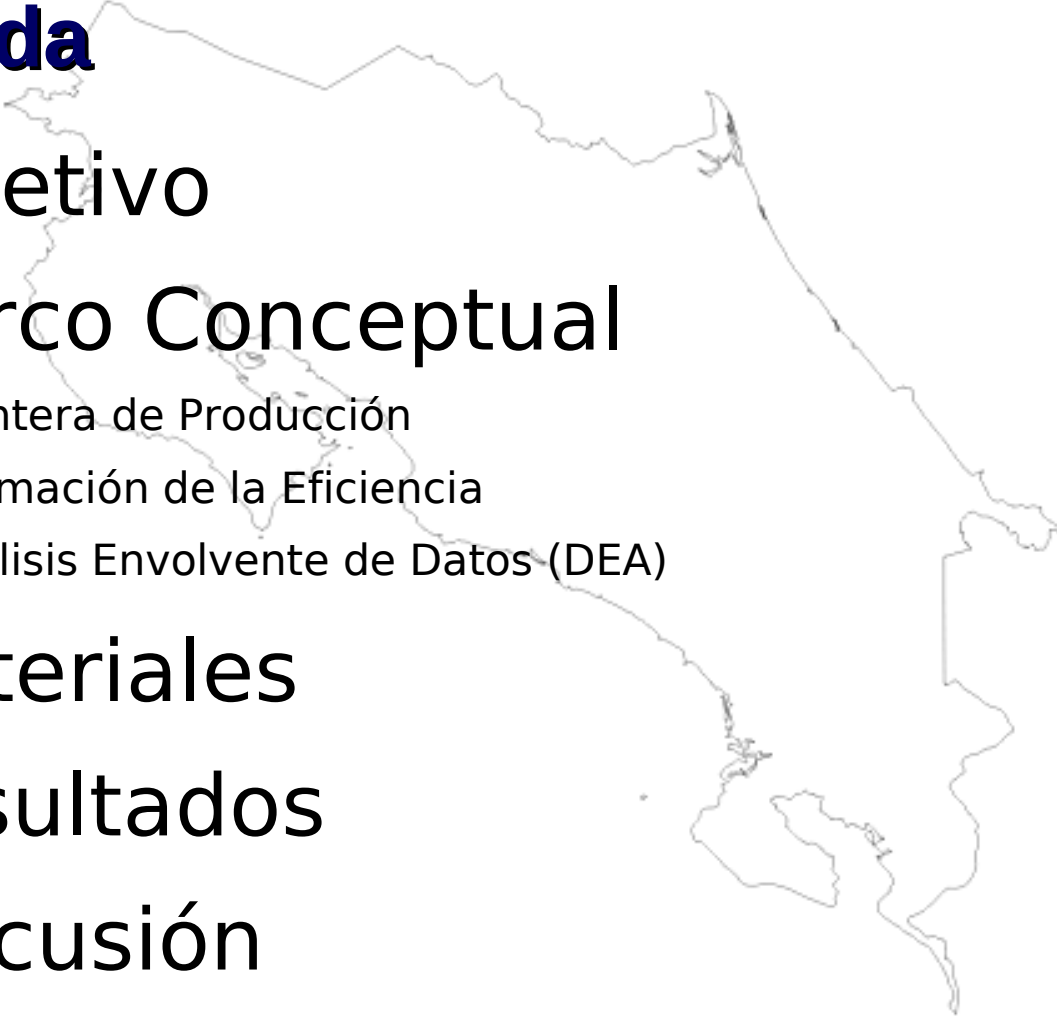 da
etivo
rco Conceptual
ntera de Producción
mación de la Eficiencia
lisis Envolvente de Datos (DEA)
teriales
sultados
cusión